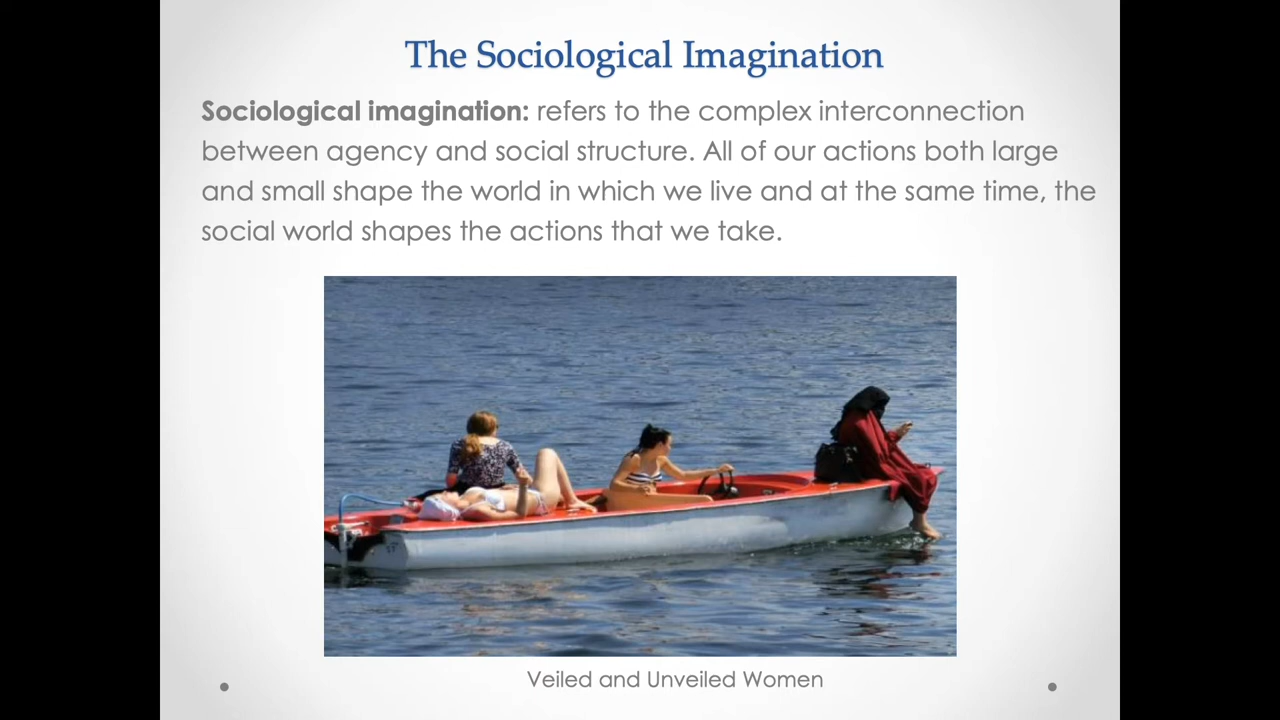 The Sociological Imagination
Sociological imagination: refers to the complex interconnection
between agency and social structure. All of our actions both large
and small shape the world in which we live and at the same time, the
social world shapes the actions that we take.
Veiled and Unveiled Women